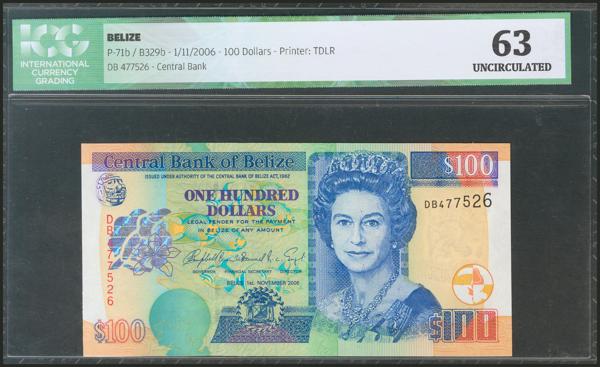 ICG
INTERNATIONAL
CURRENCY
GRADING
BELIZE
P-71b / B329b - 1/11/2006 - 100 Dollars - Printer: TDLR
DB 477526 - Central Bank
63
UNCIRCULATED
Central Bank of Belize
$100
ISSUED UNDER AUTHORITY OF THE CENTRAL BANK OF BELIZE ACT, 1982
ONE HUNDRED
DOLLARS
LEGAL TENDER FOR THE PAYMENT
IN BELIZE OF ANY AMOUNT
DB477526
DB477526
GOVERNOR FINANCIAL SECRETARY DIRECTOR
BELIZE 1st. NOVEMBER 2006
$100
$100